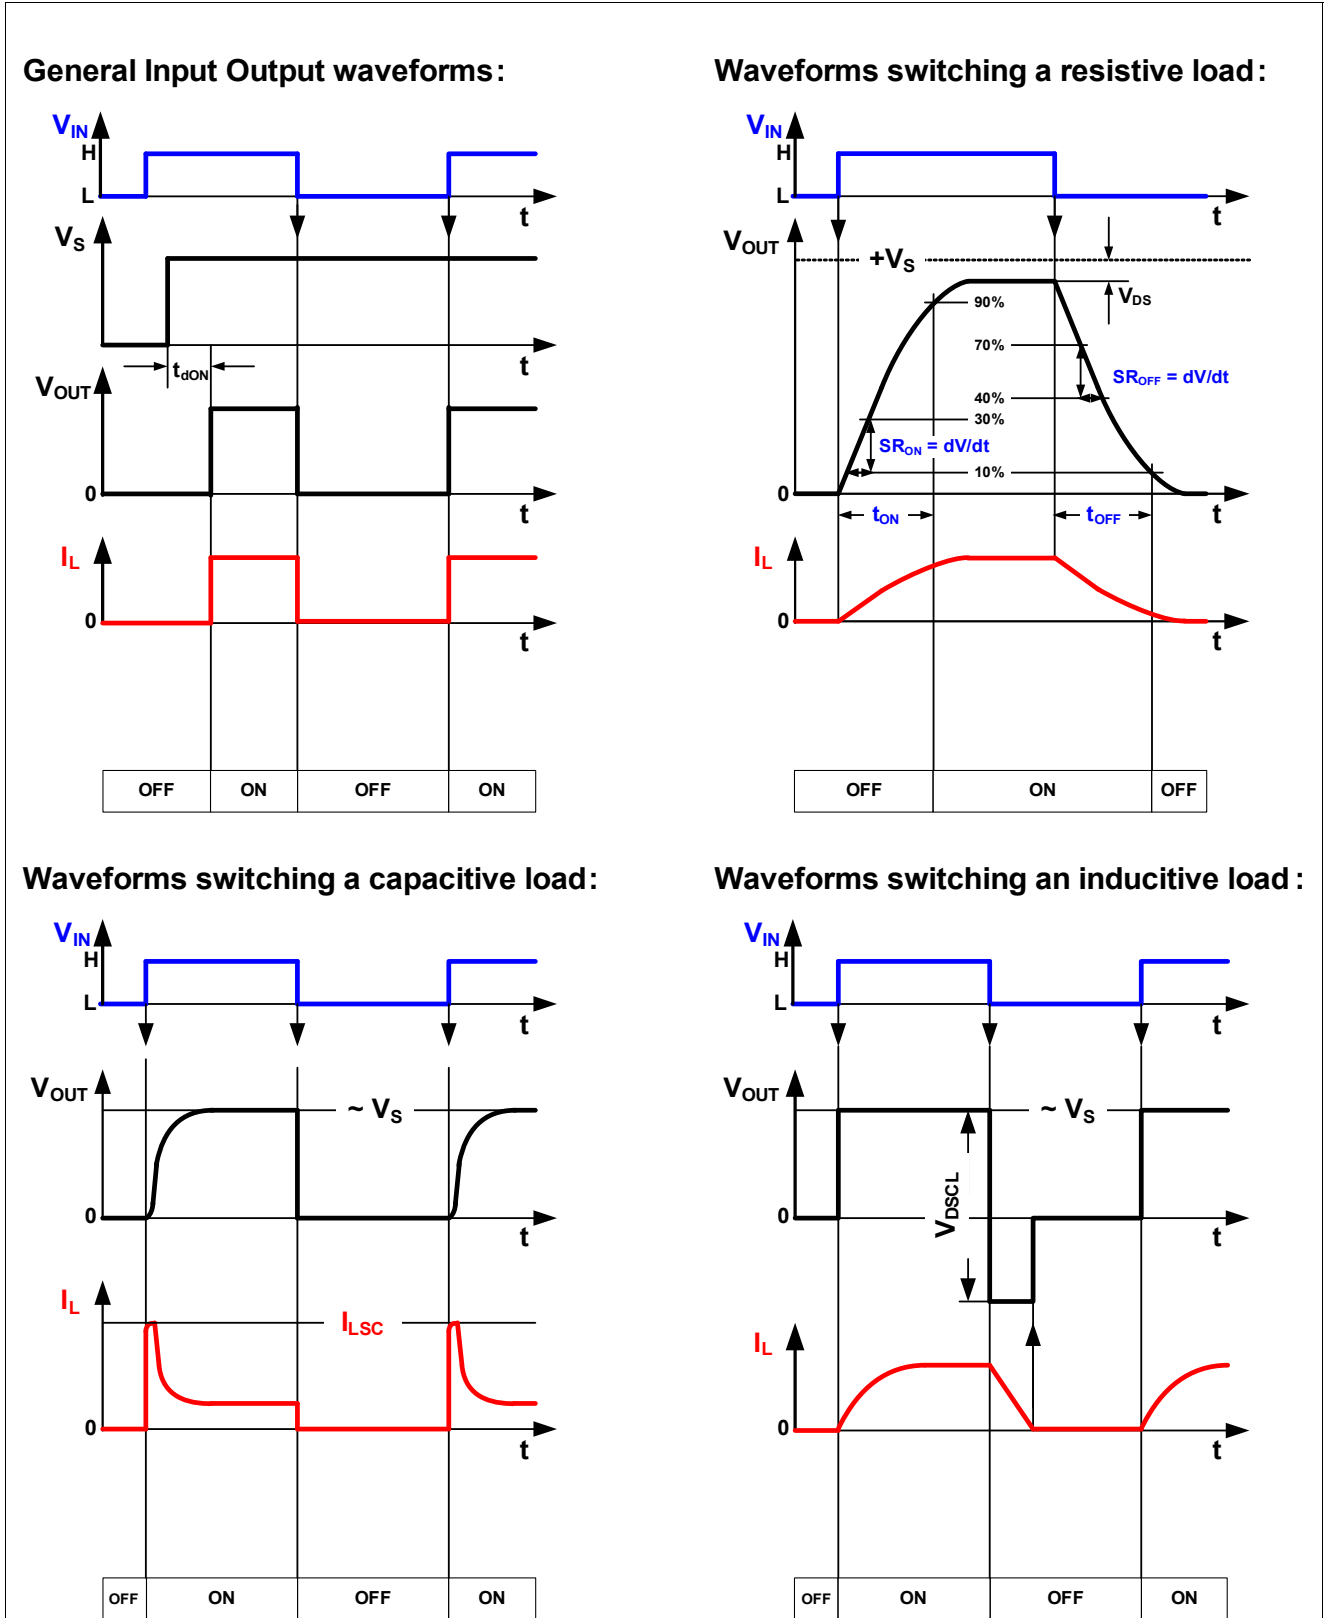 General Input Output waveforms:
VIN
H
L
t
VS
t
tdON
VOUT
0
t
IL
0
t
OFF ON OFF ON
Waveforms switching a resistive load:
VIN
H
L
t
VOUT
+VS
VDS
90%
70%
SROFF = dV/dt
40%
30%
SRON = dV/dt
10%
0
tON
tOFF
t
IL
0
t
OFF ON OFF
Waveforms switching a capacitive load:
VIN
H
L
t
VOUT
~ VS
0
t
IL
ILSC
0
t
OFF ON OFF ON
Waveforms switching an inducitive load:
VIN
H
L
t
VOUT
~ VS
VDSCL
0
t
IL
0
t
OFF ON OFF ON